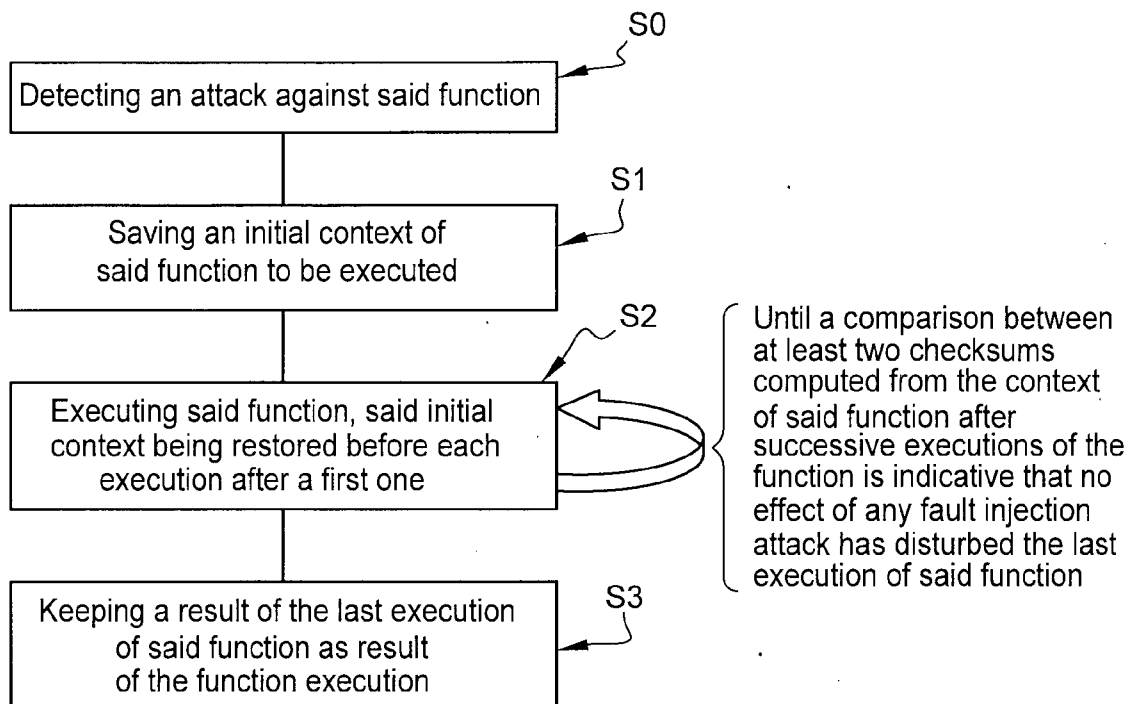 S0
Detecting an attack against said function
S1
Saving an initial context of
said function to be executed
S2
Executing said function, said initial
context being restored before each
execution after a first one
Until a comparison between
at least two checksums
computed from the context
of said function after
successive executions of the
function is indicative that no
effect of any fault injection
attack has disturbed the last
execution of said function
S3
Keeping a result of the last execution
of said function as result
of the function execution